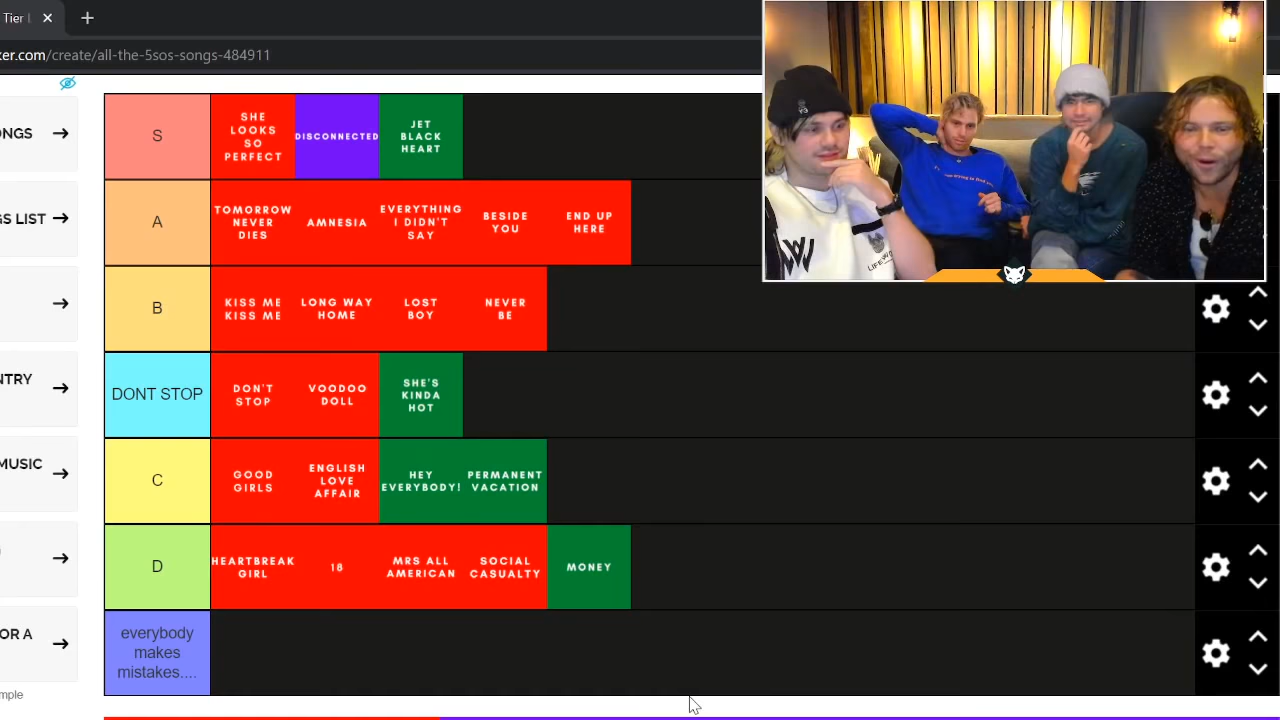 Tier l
ker.com/create/all-the-5sos-songs-484911
ONGS
GS LIST
NTRY
MUSIC
OR A
mple
S
SHE
LOOKS
SO
PERFECT
DISCONNECTED
JET
BLACK
HEART
A
TOMORROW
NEVER
DIES
AMNESIA
EVERYTHING
I DIDN'T
SAY
BESIDE
YOU
END UP
HERE
B
KISS ME
KISS ME
LONG WAY
HOME
LOST
BOY
NEVER
BE
DONT STOP
DON'T
STOP
VOODOO
DOLL
SHE'S
KINDA
HOT
C
GOOD
GIRLS
ENGLISH
LOVE
AFFAIR
HEY
EVERYBODY!
PERMANENT
VACATION
D
HEARTBREAK
GIRL
18
MRS ALL
AMERICAN
SOCIAL
CASUALTY
MONEY
everybody
makes
mistakes....